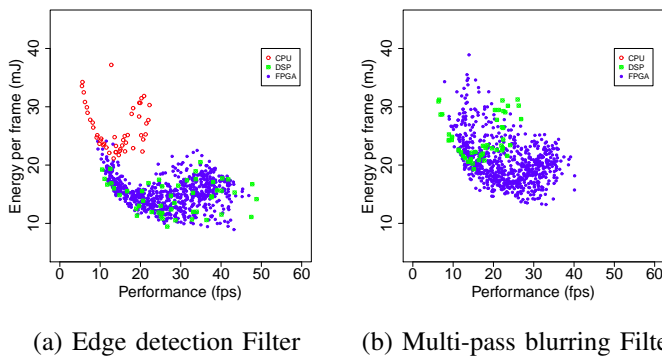 Energy per frame (mJ)
40
30
20
10
CPU
DSP
FPGA
0 10 20 30 40 50 60
Performance (fps)
(a) Edge detection Filter
Energy per frame (mJ)
40
30
20
10
CPU
DSP
FPGA
0 10 20 30 40 50 60
Performance (fps)
(b) Multi-pass blurring Filte